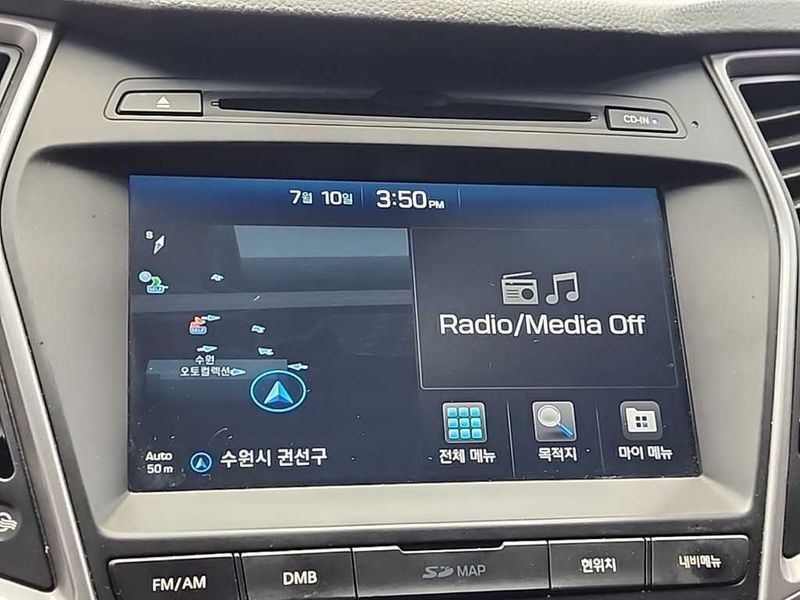 CD-IN
7월 10일 3:50PM
S
Radio/Media Off
수원
오토컬렉션
Auto
50m
수원시 권선구
전체 메뉴
목적지
마이 메뉴
FM/AM
DMB
SD MAP
현위치
내비메뉴